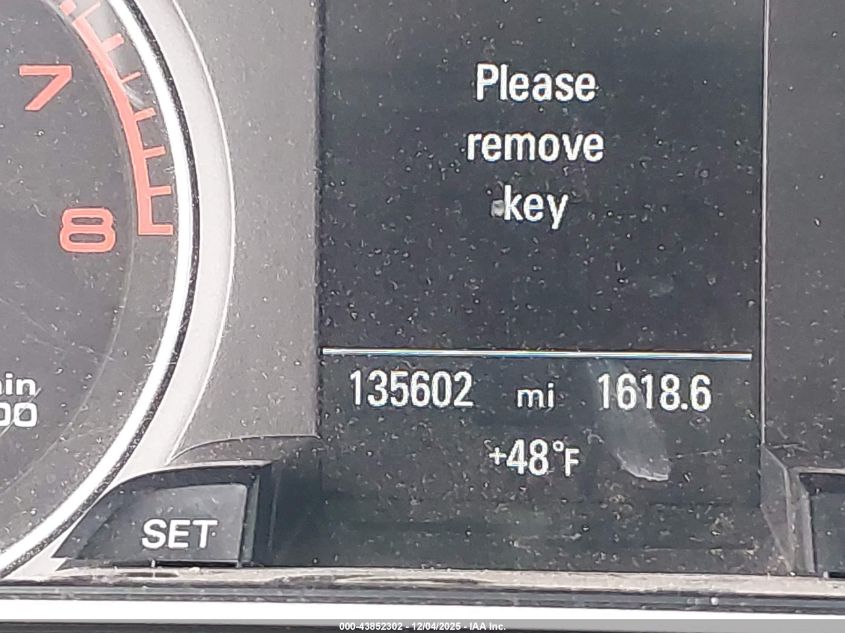 7
8
Please
remove
key
135602 mi 1618.6
+48°F
SET
000-43852302 - 12/04/2025 - IAA Inc.